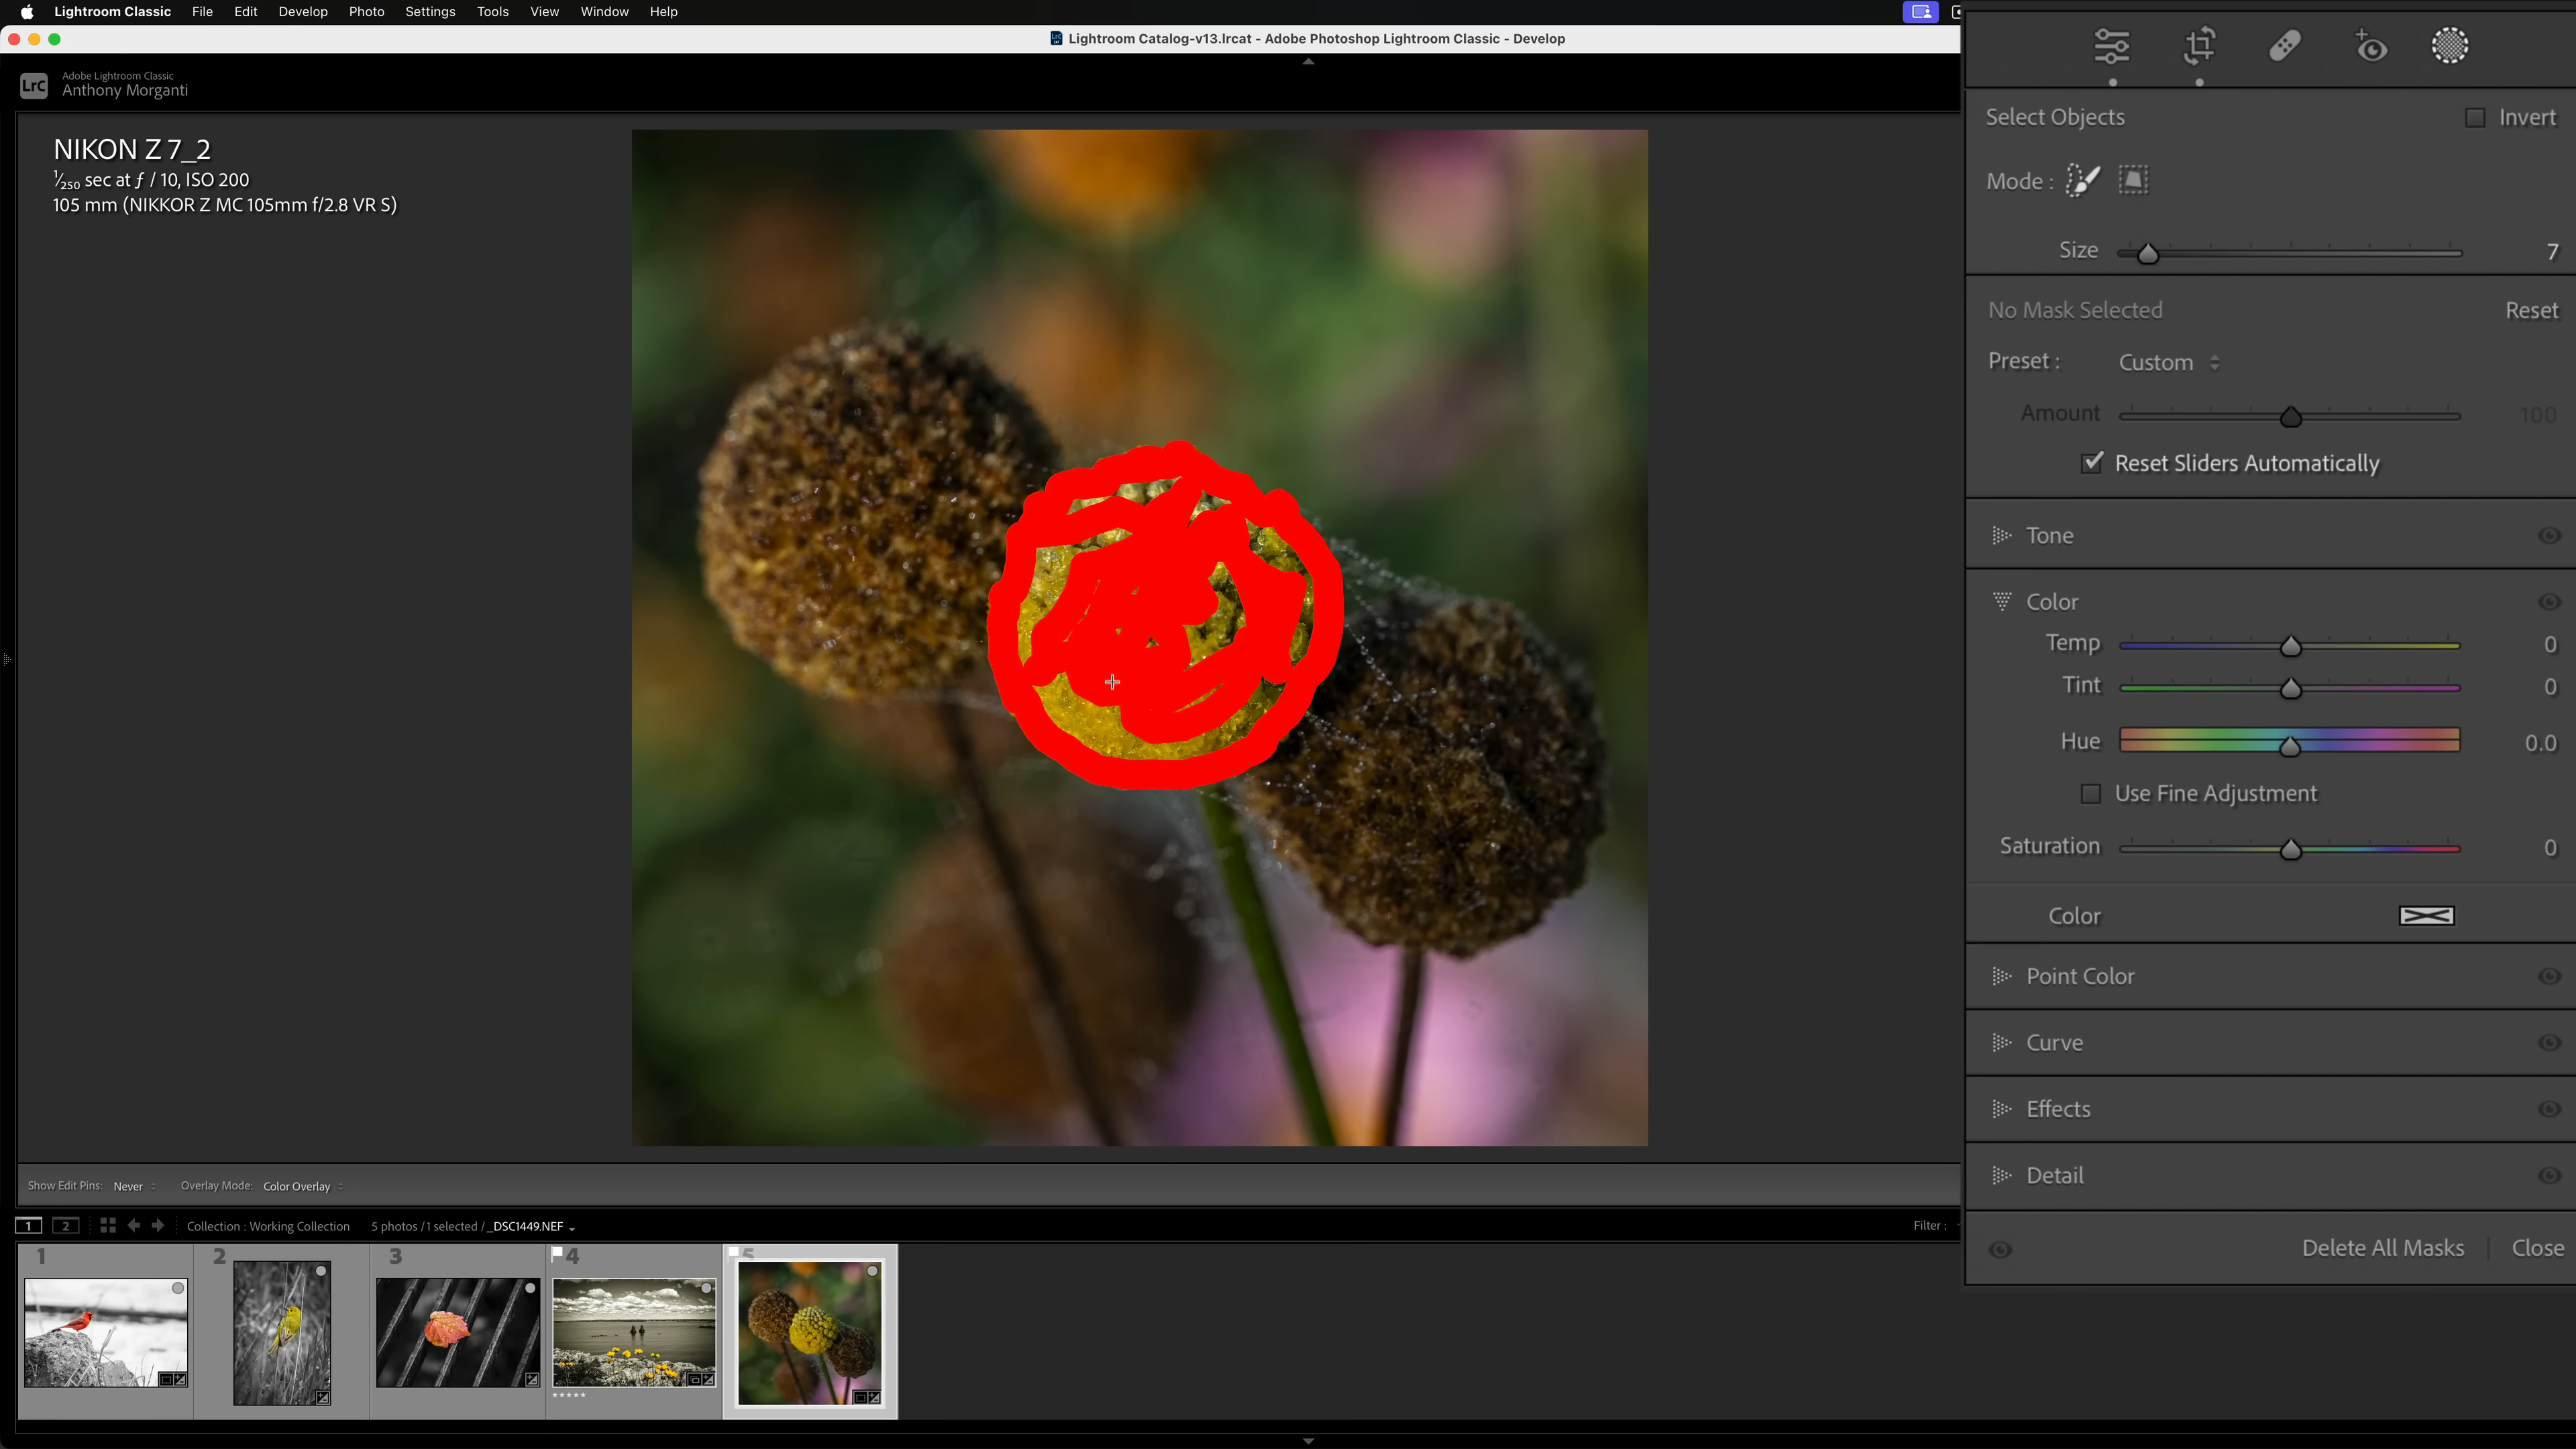 Lightroom Classic File Edit Develop Photo Settings Tools View Window Help
Lightroom Catalog-v13.lrcat - Adobe Photoshop Lightroom Classic - Develop
LrC
Adobe Lightroom Classic
Anthony Morganti
NIKON Z 7_2
1/250 sec at ƒ / 10, ISO 200
105 mm (NIKKOR Z MC 105mm f/2.8 VR S)
Select Objects Invert
Mode :
Size 7
No Mask Selected Reset
Preset : Custom
Amount 100
Reset Sliders Automatically
Tone
Color
Temp 0
Tint 0
Hue 0.0
Use Fine Adjustment
Saturation 0
Color
Point Color
Curve
Effects
Detail
Delete All Masks Close
Show Edit Pins: Never Overlay Mode: Color Overlay
1 2 Collection : Working Collection 5 photos /1 selected /_DSC1449.NEF Filter :
1 2 3 4 5